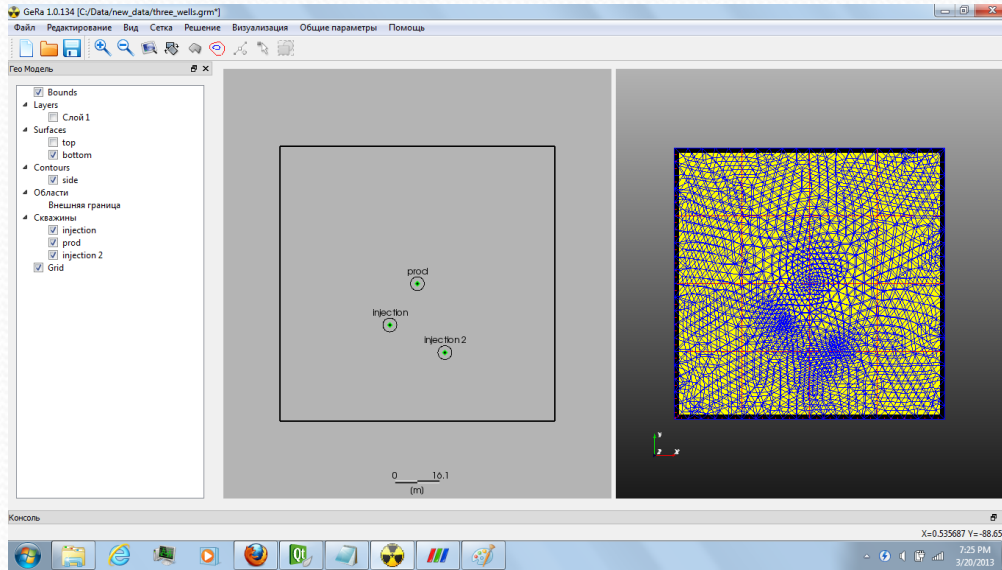 GeRa 1.0.134 [C:/Data/new_data/three_wells.grm*]
Файл Редактирование Вид Сетка Решение Визуализация Общие параметры Помощь
Гео Модель
Bounds
Layers
Слой 1
Surfaces
top
bottom
Contours
side
Области
Внешняя граница
Скважины
injection
prod
injection 2
Grid
prod
Injection
Injection 2
0 16.1
(m)
Y
Z X
Консоль
X=0.535687 Y=-88.65
Qt
7:25 PM
3/20/2013